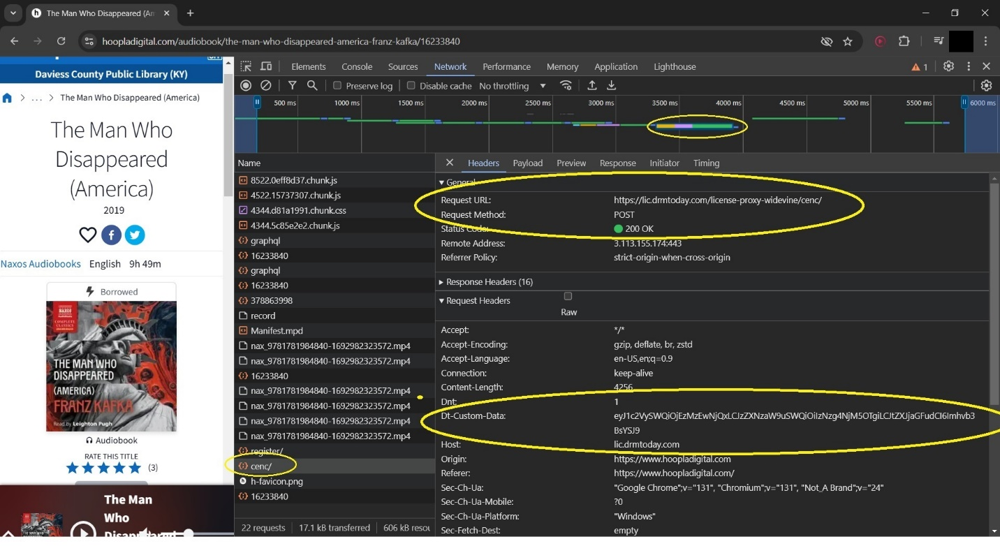 The Man Who Disappeared (Am
hoopladigital.com/audiobook/the-man-who-disappeared-america-franz-kafka/16233840
Daviess County Public Library (KY)
... The Man Who Disappeared (America)
The Man Who
Disappeared
(America)
2019
Naxos Audiobooks English 9h 49m
Borrowed
NAXOS
AUDIOBOOKS
COMPLETE
CLASSICS
UNABRIDGED
THE MAN WHO
DISAPPEARED
(AMERICA)
FRANZ KAFKA
Read by Leighton Pugh
Audiobook
RATE THIS TITLE
(3)
The Man
Who
Disappeared
Elements Console Sources Network Performance Memory Application Lighthouse 1
Preserve log Disable cache No throttling
500 ms 1000 ms 1500 ms 2000 ms 2500 ms 3000 ms 3500 ms 4000 ms 4500 ms 5000 ms 5500 ms 6000 ms
Name
8522.0eff8d37.chunk.js
4522.15737307.chunk.js
4344.d81a1991.chunk.css
4344.5c85e2e2.chunk.js
graphql
16233840
graphql
16233840
378863998
record
Manifest.mpd
nax_9781781984840-1692982323572.mp4
nax_9781781984840-1692982323572.mp4
16233840
nax_9781781984840-1692982323572.mp4
nax_9781781984840-1692982323572.mp4
nax_9781781984840-1692982323572.mp4
nax_9781781984840-1692982323572.mp4
register/
cenc/
h-favicon.png
16233840
22 requests 17.1 kB transferred 606 kB resou
Headers Payload Preview Response Initiator Timing
General
Request URL: https://lic.drmtoday.com/license-proxy-widevine/cenc/
Request Method: POST
Status Code: 200 OK
Remote Address: 3.113.155.174:443
Referrer Policy: strict-origin-when-cross-origin
Response Headers (16)
Request Headers
Raw
Accept: */*
Accept-Encoding: gzip, deflate, br, zstd
Accept-Language: en-US,en;q=0.9
Connection: keep-alive
Content-Length: 4256
Dnt: 1
Dt-Custom-Data: eyJ1c2VySWQiOjEzMzEwNjQxLCJzZXNzaW9uSWQiOiIzNzg4NjM5OTgiLCJtZXJjaGFudCI6Imhvb3
BsYSJ9
Host: lic.drmtoday.com
Origin: https://www.hoopladigital.com
Referer: https://www.hoopladigital.com/
Sec-Ch-Ua: "Google Chrome";v="131", "Chromium";v="131", "Not_A Brand";v="24"
Sec-Ch-Ua-Mobile: ?0
Sec-Ch-Ua-Platform: "Windows"
Sec-Fetch-Dest: empty